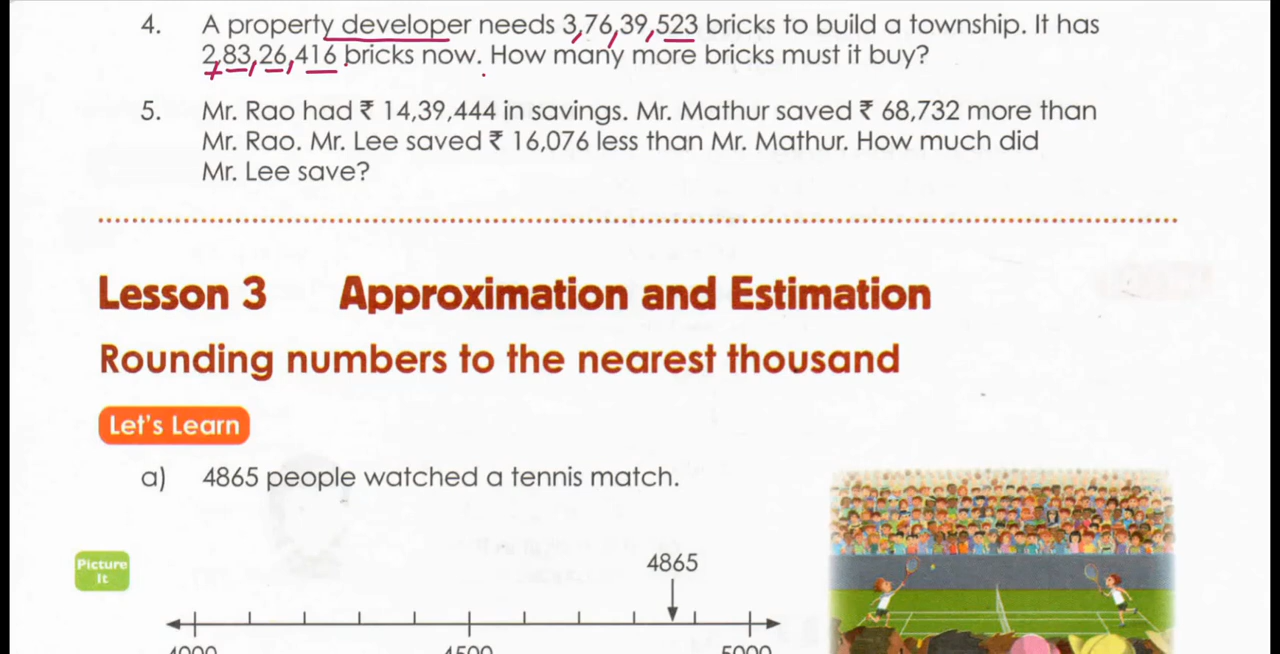 4. A property developer needs 3,76,39,523 bricks to build a township. It has
2,83,26,416 bricks now. How many more bricks must it buy?
5. Mr. Rao had ₹ 14,39,444 in savings. Mr. Mathur saved ₹ 68,732 more than
Mr. Rao. Mr. Lee saved ₹ 16,076 less than Mr. Mathur. How much did
Mr. Lee save?
Lesson 3 Approximation and Estimation
Rounding numbers to the nearest thousand
Let's Learn
a) 4865 people watched a tennis match.
Picture
It
4865
4000 4500 5000